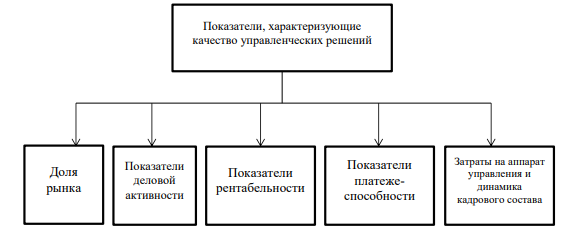 Показатели, характеризующие
качество управленческих решений
Доля
рынка
Показатели
деловой
активности
Показатели
рентабельности
Показатели
платеже-
способности
Затраты на аппарат
управления и
динамика
кадрового состава